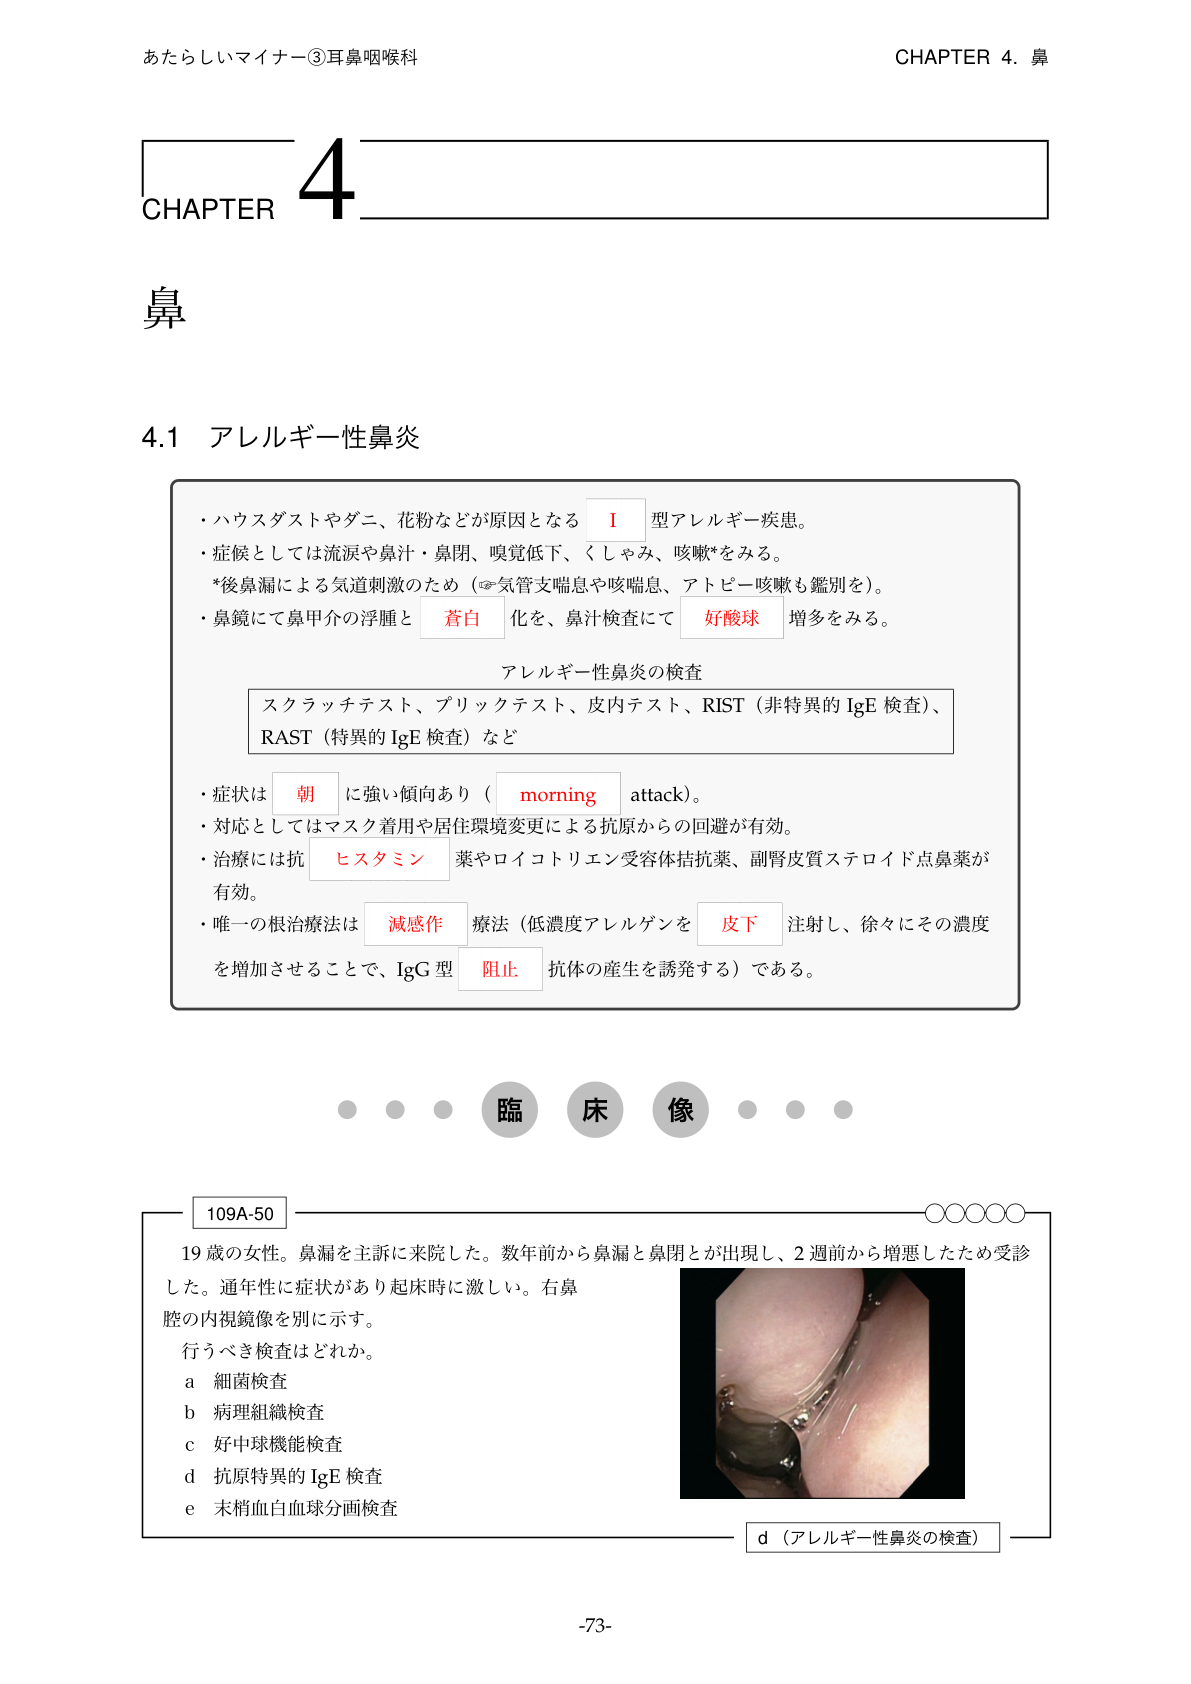 あたらしいマイナー③耳鼻咽喉科
CHAPTER 4. 鼻
CHAPTER 4
鼻
4.1 アレルギー性鼻炎
・ハウスダストやダニ、花粉などが原因となる I 型アレルギー疾患。
・症候としては流涙や鼻汁・鼻閉、嗅覚低下、くしゃみ、咳嗽*をみる。
*後鼻漏による気道刺激のため（☞気管支喘息や咳喘息、アトピー咳嗽も鑑別を）。
・鼻鏡にて鼻甲介の浮腫と 蒼白 化を、鼻汁検査にて 好酸球 増多をみる。
アレルギー性鼻炎の検査
スクラッチテスト、プリックテスト、皮内テスト、RIST（非特異的 IgE 検査）、
RAST（特異的 IgE 検査）など
・症状は 朝 に強い傾向あり（ morning attack）。
・対応としてはマスク着用や居住環境変更による抗原からの回避が有効。
・治療には抗 ヒスタミン 薬やロイコトリエン受容体拮抗薬、副腎皮質ステロイド点鼻薬が
有効。
・唯一の根治療法は 減感作 療法（低濃度アレルゲンを 皮下 注射し、徐々にその濃度
を増加させることで、IgG 型 阻止 抗体の産生を誘発する）である。
臨床像
109A-50
19 歳の女性。鼻漏を主訴に来院した。数年前から鼻漏と鼻閉とが出現し、2 週前から増悪したため受診
した。通年性に症状があり起床時に激しい。右鼻
腔の内視鏡像を別に示す。
行うべき検査はどれか。
a 細菌検査
b 病理組織検査
c 好中球機能検査
d 抗原特異的 IgE 検査
e 末梢血白血球分画検査
d （アレルギー性鼻炎の検査）
-73-